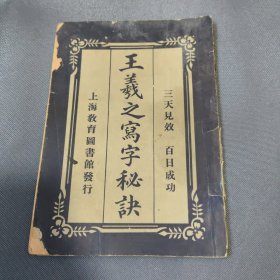 三天見效 百日成功
王羲之寫字秘訣
上海教育圖書館發行